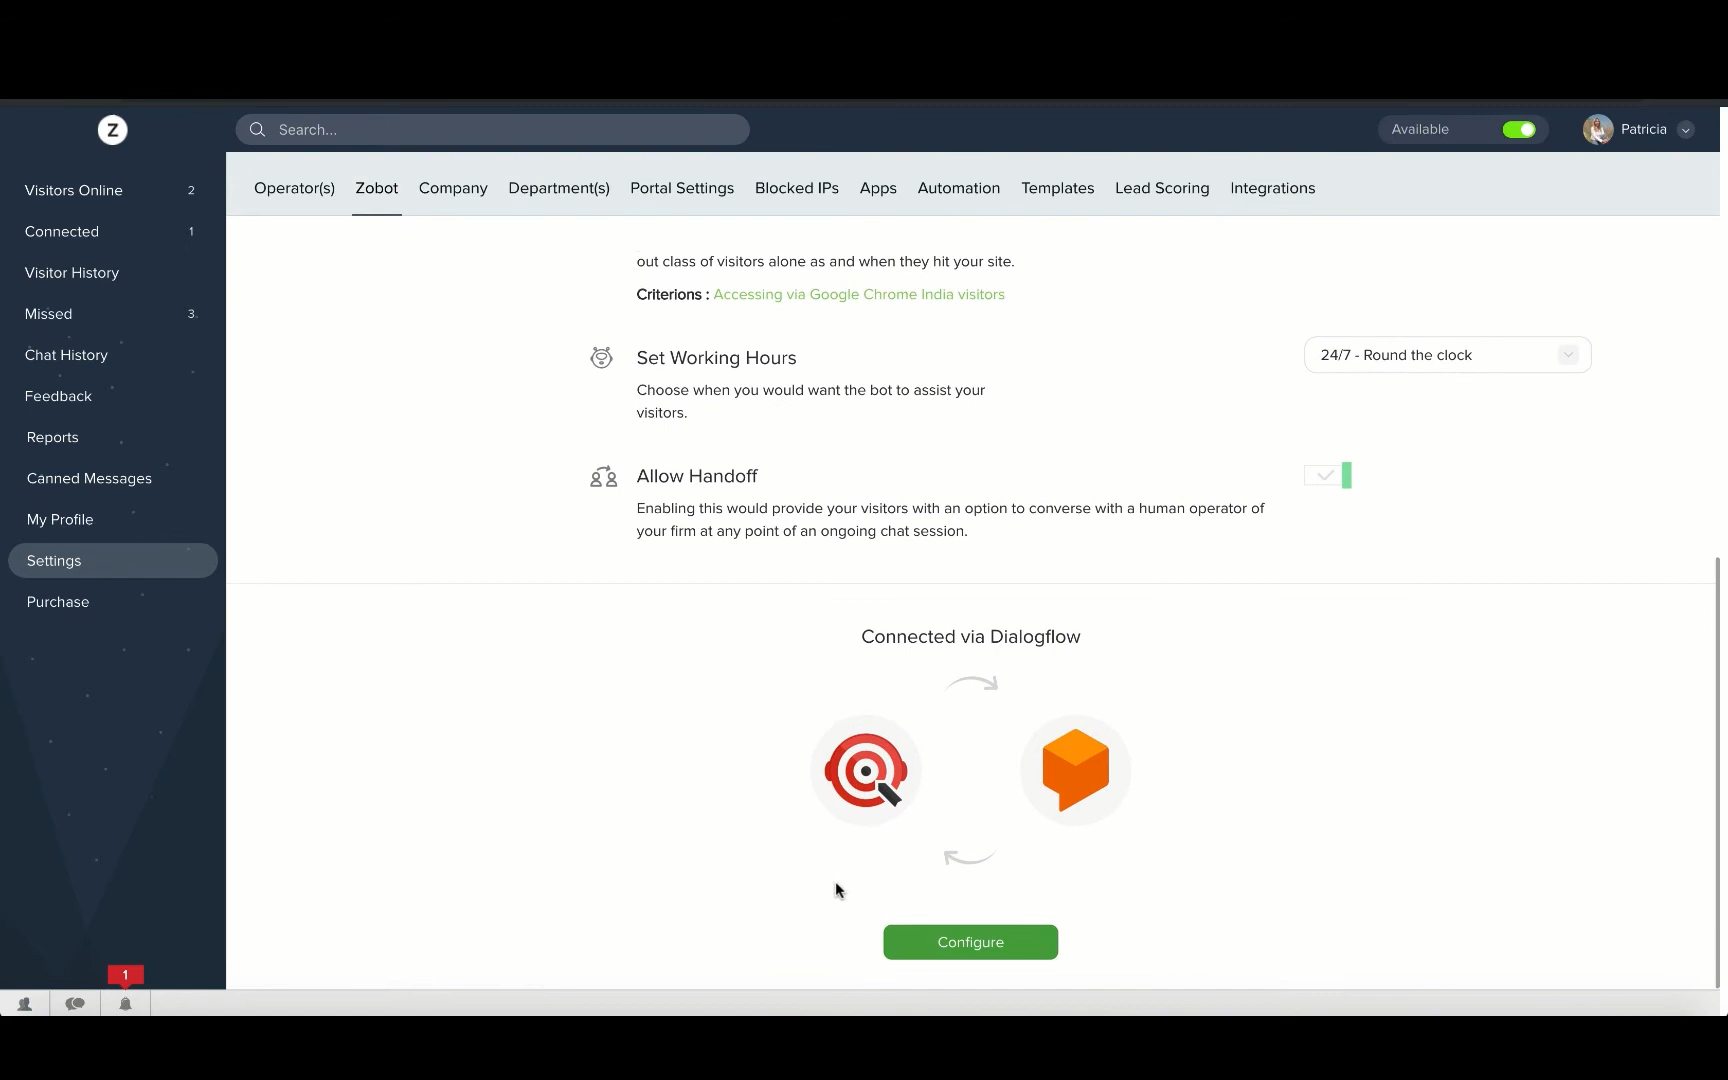 Z
Search...
Available
Patricia
Visitors Online 2
Connected 1
Visitor History
Missed 3
Chat History
Feedback
Reports
Canned Messages
My Profile
Settings
Purchase
1
Operator(s) Zobot Company Department(s) Portal Settings Blocked IPs Apps Automation Templates Lead Scoring Integrations
out class of visitors alone as and when they hit your site.
Criterions : Accessing via Google Chrome India visitors
Set Working Hours
24/7 - Round the clock
Choose when you would want the bot to assist your
visitors.
Allow Handoff
Enabling this would provide your visitors with an option to converse with a human operator of
your firm at any point of an ongoing chat session.
Connected via Dialogflow
Configure